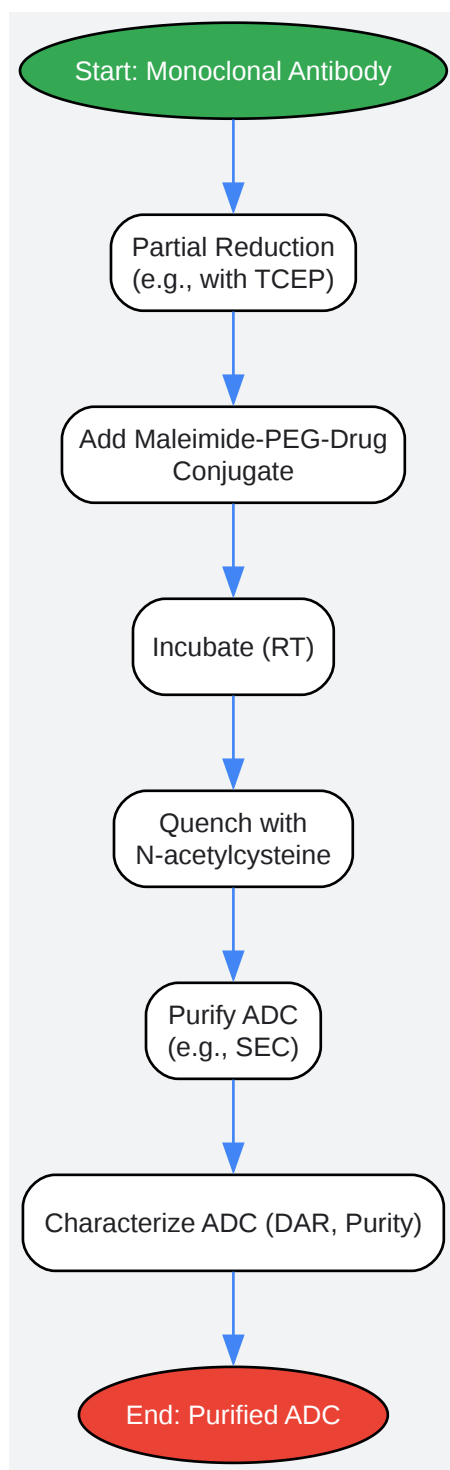 Start: Monoclonal Antibody
Partial Reduction
(e.g., with TCEP)
Add Maleimide-PEG-Drug
Conjugate
Incubate (RT)
Quench with
N-acetylcysteine
Purify ADC
(e.g., SEC)
Characterize ADC (DAR, Purity)
End: Purified ADC